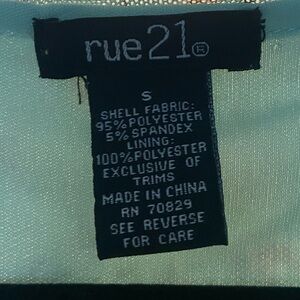 rue21®
S
SHELL FABRIC:
95% POLYESTER
5% SPANDEX
LINING:
100% POLYESTER
EXCLUSIVE OF
TRIMS
MADE IN CHINA
RN 70829
SEE REVERSE
FOR CARE